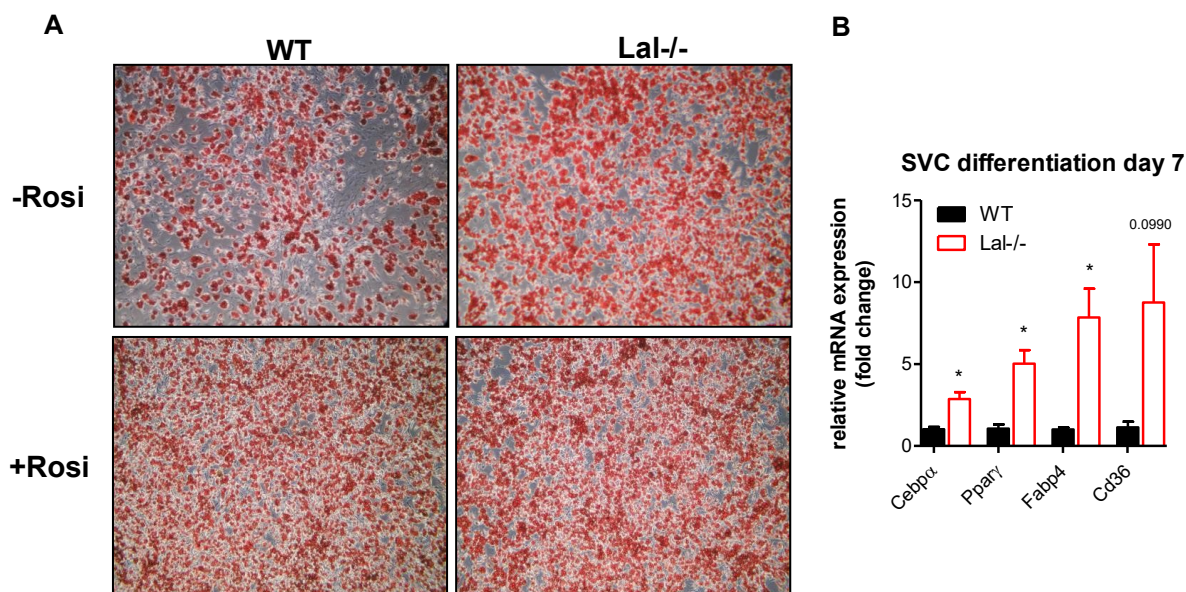 A
WT
Lal-/-
-Rosi
+Rosi
B
SVC differentiation day 7
relative mRNA expression
(fold change)
15
10
5
0
WT
Lal-/-
*
*
*
0.0990
Cebpα
Pparγ
Fabp4
Cd36